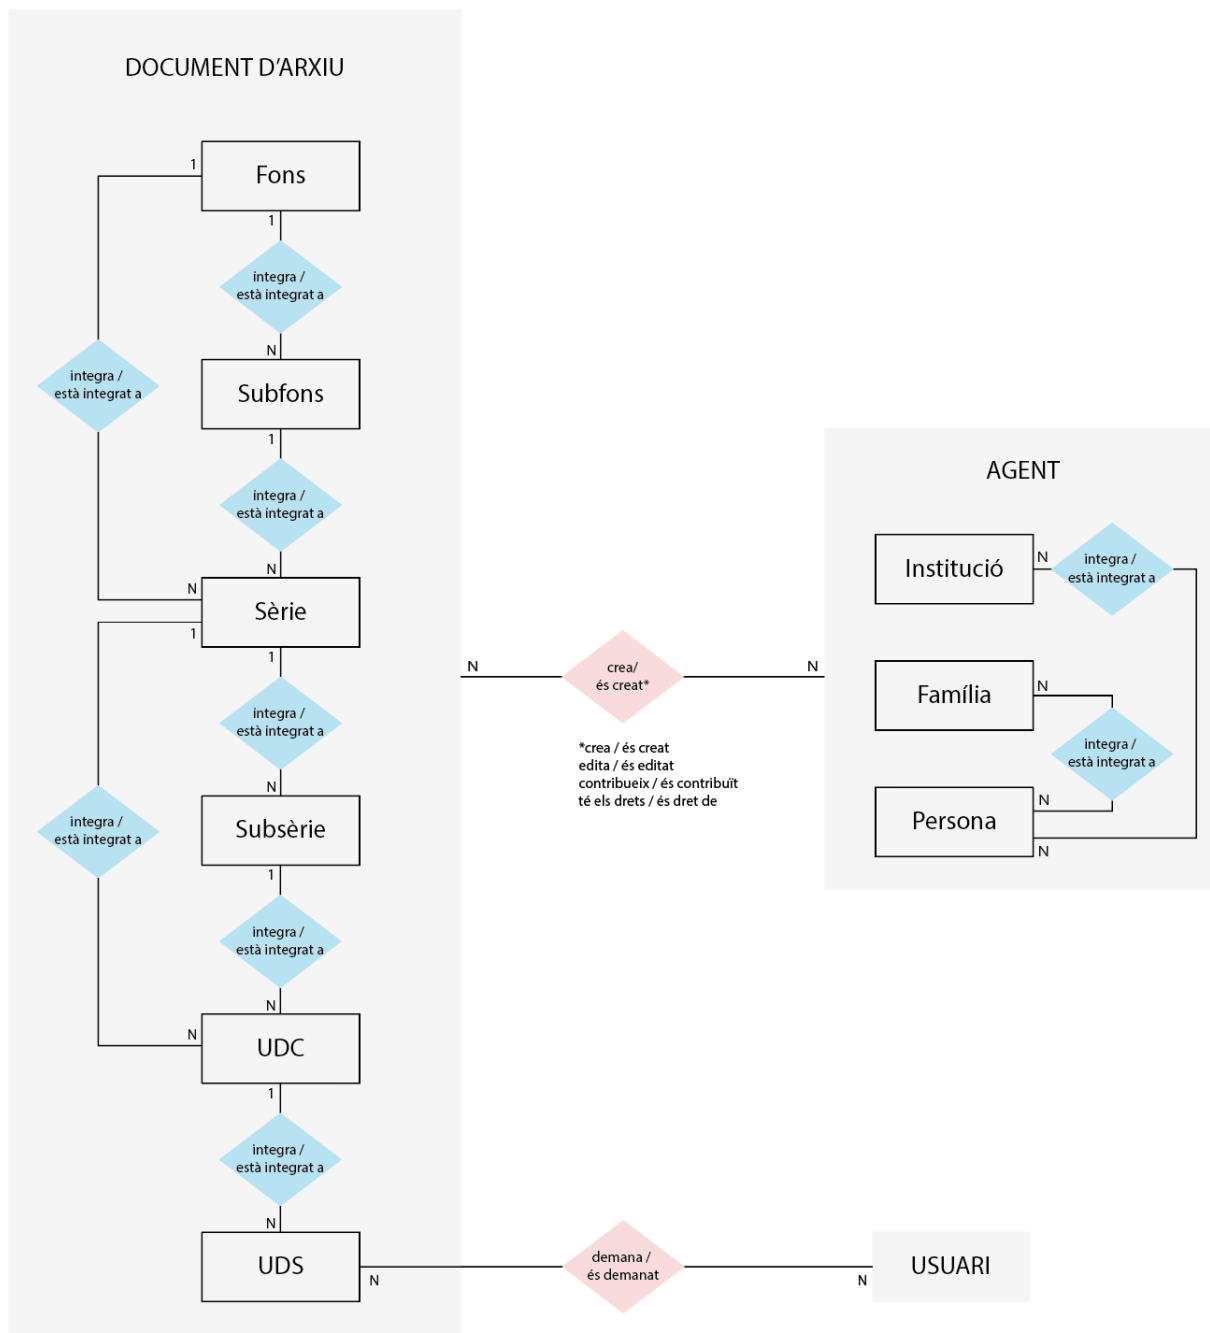 DOCUMENT D'ARXIU
1
Fons
1
integra /
està integrat a
N
integra /
està integrat a
Subfons
1
integra /
està integrat a
N
N
Sèrie
1
1
integra /
està integrat a
N
integra /
està integrat a
Subsèrie
1
integra /
està integrat a
N
N
UDC
1
integra /
està integrat a
N
UDS
N
N
crea/
és creat*
N
*crea / és creat
edita / és editat
contribueix / és contribuït
té els drets / és dret de
AGENT
Institució
N
integra /
està integrat a
Família
N
integra /
està integrat a
Persona
N
N
demana /
és demanat
N
USUARI